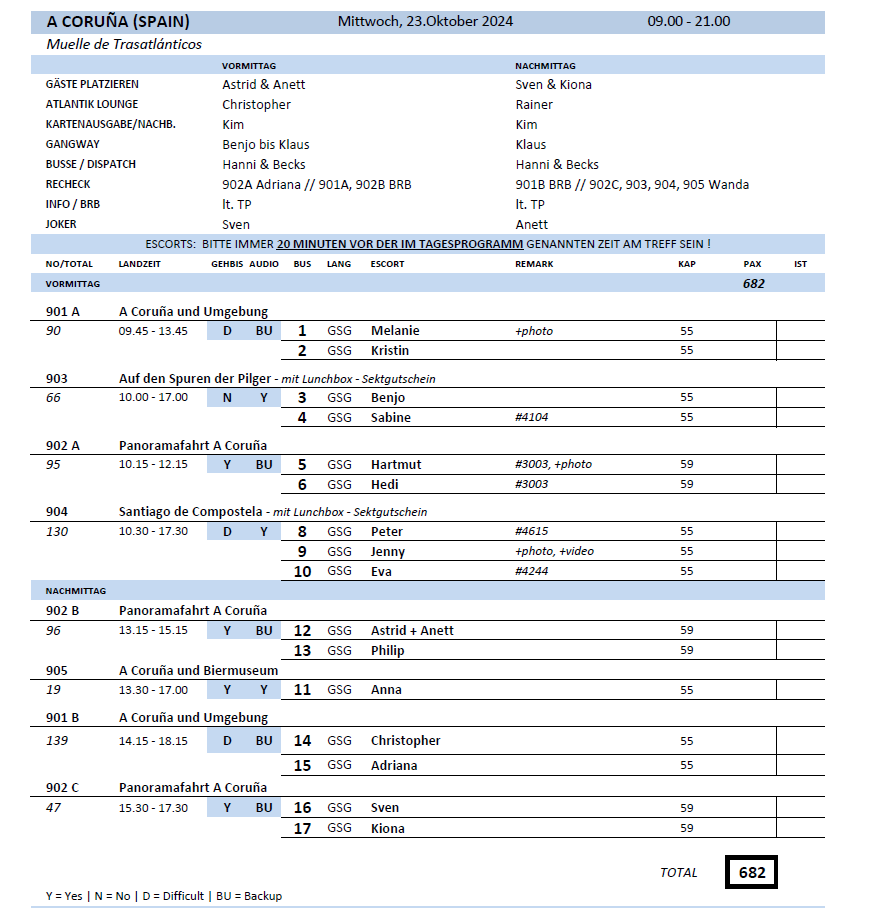 A CORUÑA (SPAIN) Mittwoch, 23.Oktober 2024 09.00 - 21.00
Muelle de Trasatlánticos
VORMITTAG NACHMITTAG
GÄSTE PLATZIEREN Astrid & Anett Sven & Kiona
ATLANTIK LOUNGE Christopher Rainer
KARTENAUSGABE/NACHB. Kim Kim
GANGWAY Benjo bis Klaus Klaus
BUSSE / DISPATCH Hanni & Becks Hanni & Becks
RECHECK 902A Adriana // 901A, 902B BRB 901B BRB // 902C, 903, 904, 905 Wanda
INFO / BRB lt. TP lt. TP
JOKER Sven Anett
ESCORTS: BITTE IMMER 20 MINUTEN VOR DER IM TAGESPROGRAMM GENANNTEN ZEIT AM TREFF SEIN !
NO/TOTAL LANDZEIT GEHBIS AUDIO BUS LANG ESCORT REMARK KAP PAX IST
VORMITTAG 682
901 A A Coruña und Umgebung
90 09.45 - 13.45 D BU 1 GSG Melanie +photo 55
2 GSG Kristin 55
903 Auf den Spuren der Pilger - mit Lunchbox - Sektgutschein
66 10.00 - 17.00 N Y 3 GSG Benjo 55
4 GSG Sabine #4104 55
902 A Panoramafahrt A Coruña
95 10.15 - 12.15 Y BU 5 GSG Hartmut #3003, +photo 59
6 GSG Hedi #3003 59
904 Santiago de Compostela - mit Lunchbox - Sektgutschein
130 10.30 - 17.30 D Y 8 GSG Peter #4615 55
9 GSG Jenny +photo, +video 55
10 GSG Eva #4244 55
NACHMITTAG
902 B Panoramafahrt A Coruña
96 13.15 - 15.15 Y BU 12 GSG Astrid + Anett 59
13 GSG Philip 59
905 A Coruña und Biermuseum
19 13.30 - 17.00 Y Y 11 GSG Anna 55
901 B A Coruña und Umgebung
139 14.15 - 18.15 D BU 14 GSG Christopher 55
15 GSG Adriana 55
902 C Panoramafahrt A Coruña
47 15.30 - 17.30 Y BU 16 GSG Sven 59
17 GSG Kiona 59
TOTAL 682
Y = Yes | N = No | D = Difficult | BU = Backup